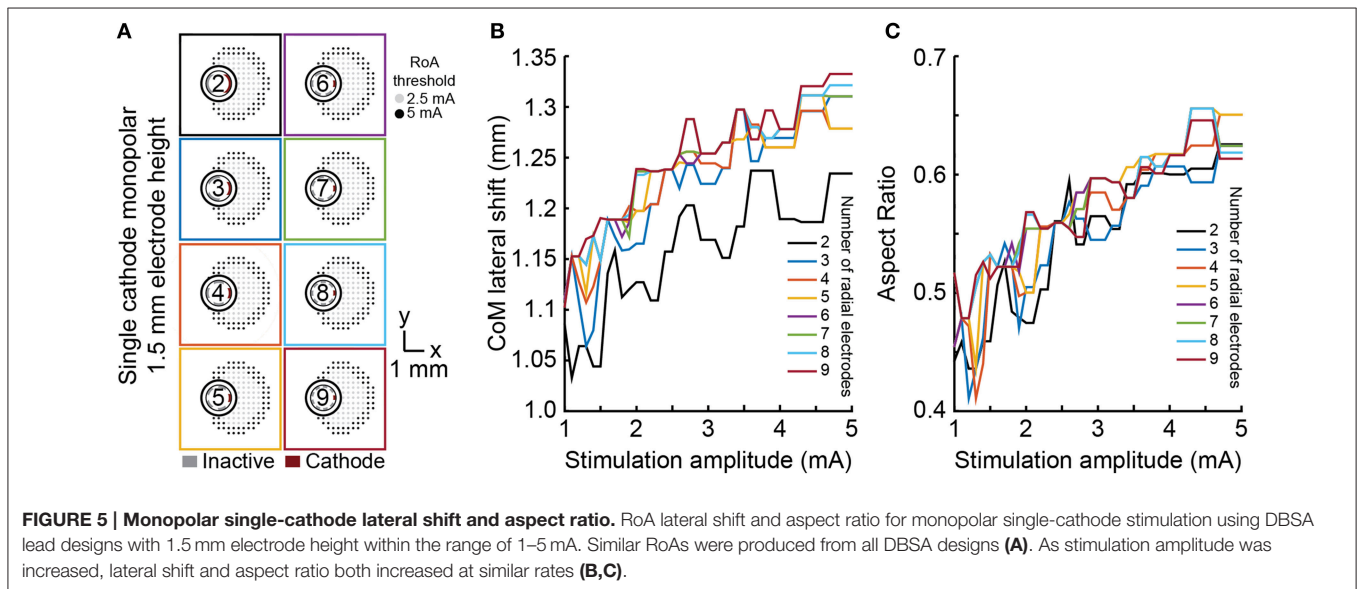 A
Single cathode monopolar
1.5 mm electrode height
2
6
3
7
4
8
5
9
RoA
threshold
2.5 mA
5 mA
y
x
1 mm
Inactive
Cathode
B
CoM lateral shift (mm)
1.35
1.3
1.25
1.2
1.15
1.1
1.05
1.0
1 2 3 4 5
Stimulation amplitude (mA)
Number of radial electrodes
2
3
4
5
6
7
8
9
C
Aspect Ratio
0.7
0.6
0.5
0.4
1 2 3 4 5
Stimulation amplitude (mA)
Number of radial electrodes
2
3
4
5
6
7
8
9
FIGURE 5 | Monopolar single-cathode lateral shift and aspect ratio. RoA lateral shift and aspect ratio for monopolar single-cathode stimulation using DBSA
lead designs with 1.5 mm electrode height within the range of 1–5 mA. Similar RoAs were produced from all DBSA designs (A). As stimulation amplitude was
increased, lateral shift and aspect ratio both increased at similar rates (B,C).